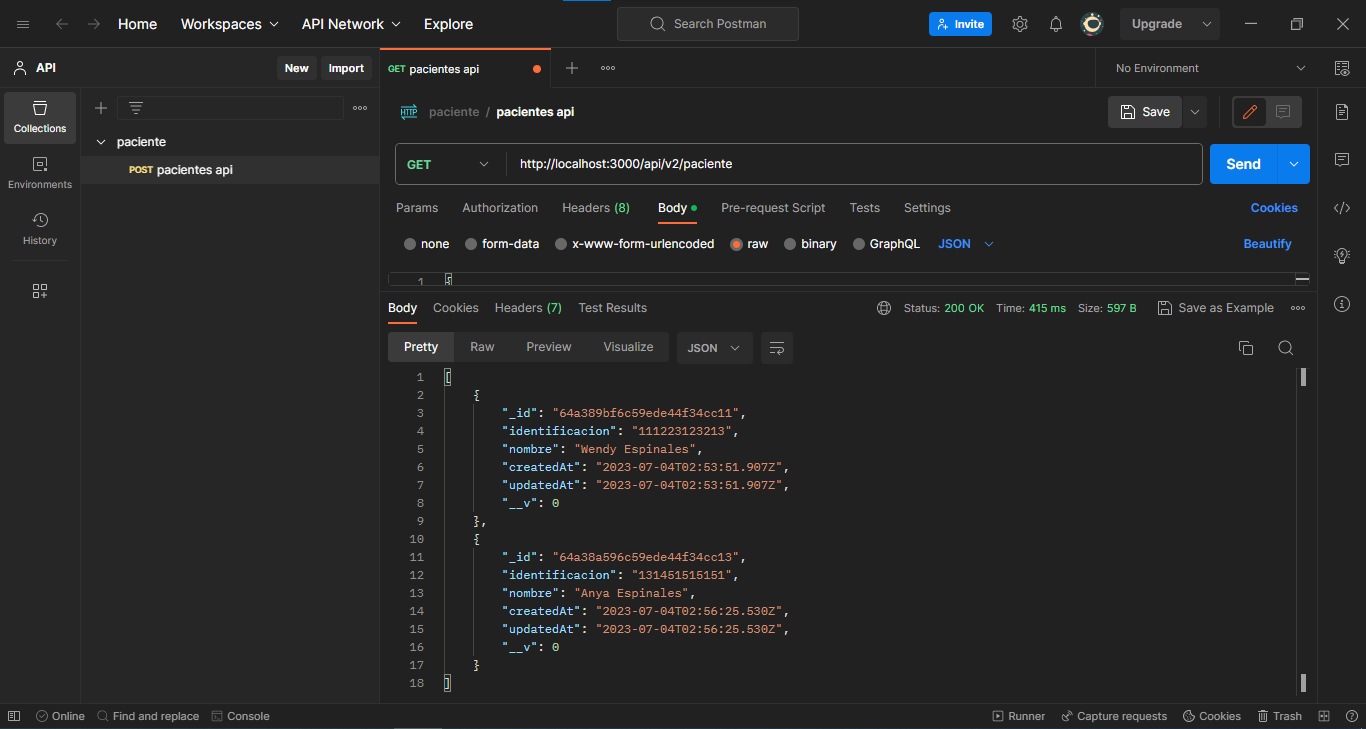 Home Workspaces API Network Explore Search Postman Invite Upgrade
API New Import GET pacientes api No Environment
HTTP paciente / pacientes api Save
Collections
paciente
POST pacientes api
GET http://localhost:3000/api/v2/paciente Send
Environments
History
Params Authorization Headers (8) Body Pre-request Script Tests Settings Cookies
none form-data x-www-form-urlencoded raw binary GraphQL JSON Beautify
1 {
Body Cookies Headers (7) Test Results Status: 200 OK Time: 415 ms Size: 597 B Save as Example
Pretty Raw Preview Visualize JSON
1 [
2 {
3 "_id": "64a389bf6c59ede44f34cc11",
4 "identificacion": "111223123213",
5 "nombre": "Wendy Espinales",
6 "createdAt": "2023-07-04T02:53:51.907Z",
7 "updatedAt": "2023-07-04T02:53:51.907Z",
8 "__v": 0
9 },
10 {
11 "_id": "64a38a596c59ede44f34cc13",
12 "identificacion": "131451515151",
13 "nombre": "Anya Espinales",
14 "createdAt": "2023-07-04T02:56:25.530Z",
15 "updatedAt": "2023-07-04T02:56:25.530Z",
16 "__v": 0
17 }
18 ]
Online Find and replace Console Runner Capture requests Cookies Trash